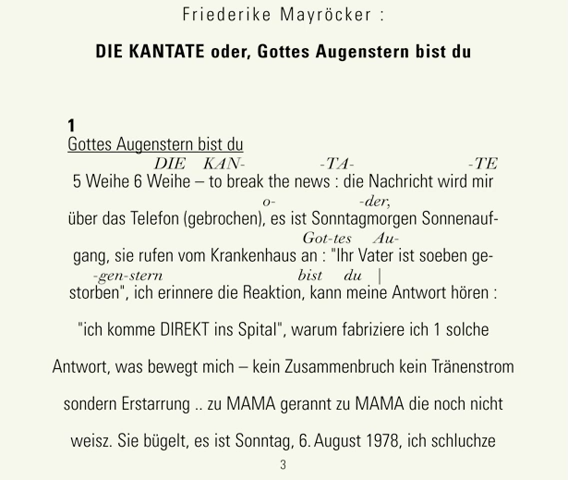 Friederike Mayröcker :
DIE KANTATE oder, Gottes Augenstern bist du
1
Gottes Augenstern bist du
DIE KAN- -TA- -TE
5 Weihe 6 Weihe – to break the news : die Nachricht wird mir
o- -der,
über das Telefon (gebrochen), es ist Sonntagmorgen Sonnenauf-
Got-tes Au-
gang, sie rufen vom Krankenhaus an : "Ihr Vater ist soeben ge-
-gen-stern bist du |
storben", ich erinnere die Reaktion, kann meine Antwort hören :
"ich komme DIREKT ins Spital", warum fabriziere ich 1 solche
Antwort, was bewegt mich – kein Zusammenbruch kein Tränenstrom
sondern Erstarrung .. zu MAMA gerannt zu MAMA die noch nicht
weisz. Sie bügelt, es ist Sonntag, 6. August 1978, ich schluchze
3